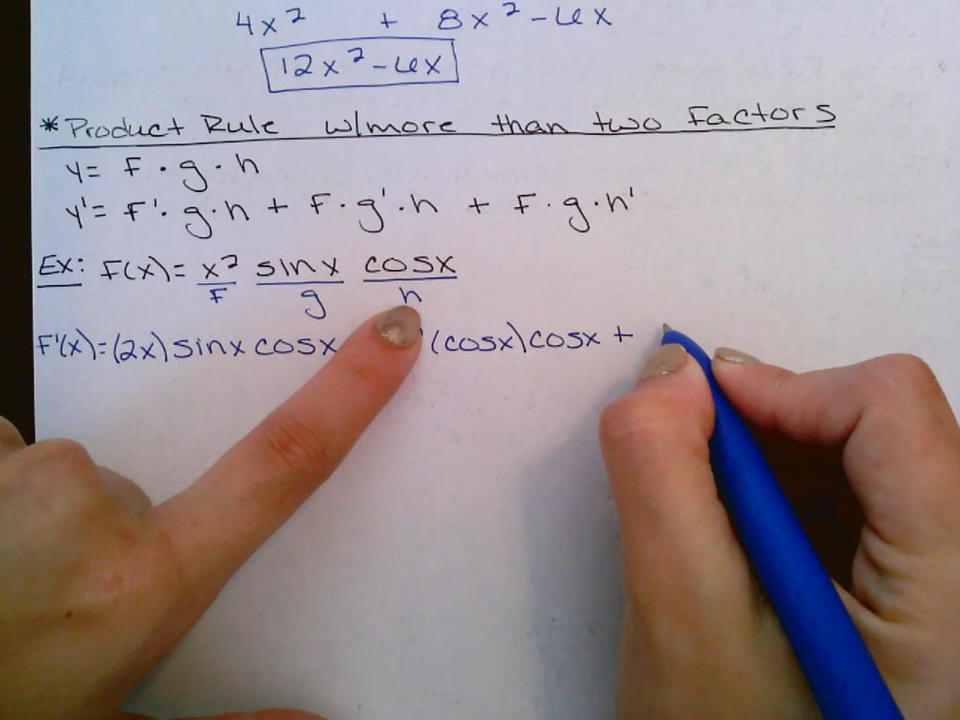 4x² + 8x² - 6x
12x² - 6x
*Product Rule w/more than two Factors
y = F · g · h
y' = F' · g · h + F · g' · h + F · g · h'
Ex: F(x) = x² sinx cosx
F g h
F'(x) = (2x) sinx cosx (cosx) cosx +